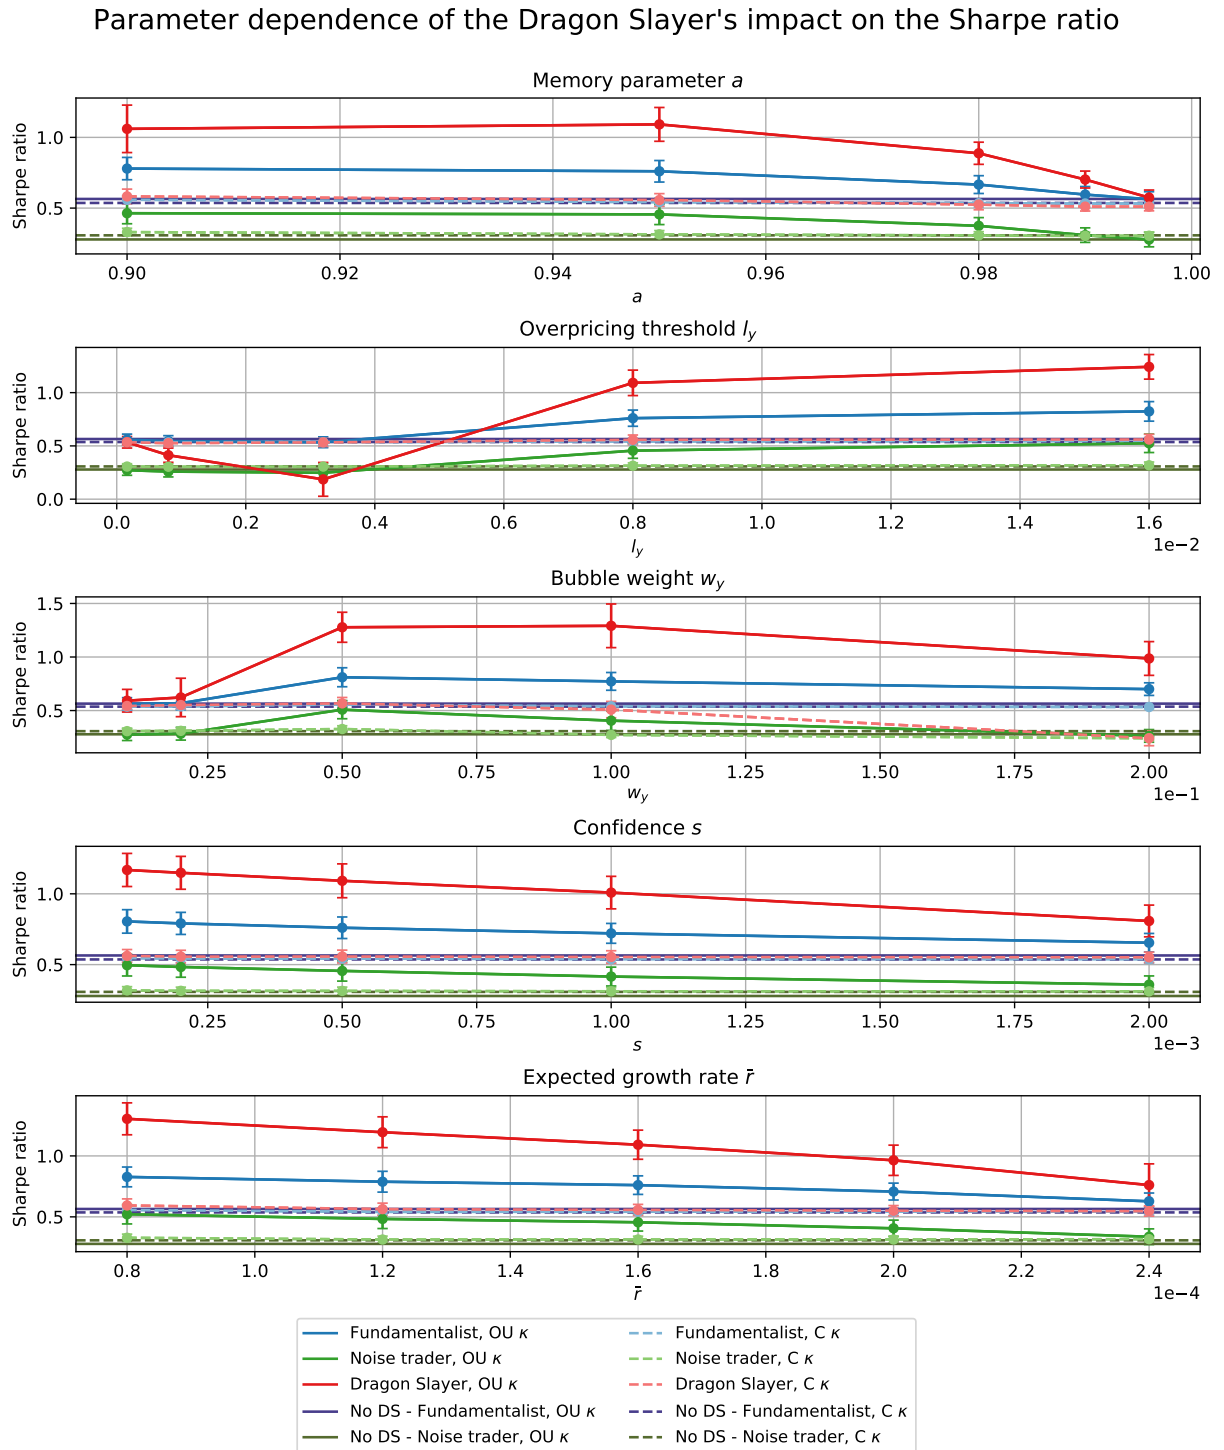 Parameter dependence of the Dragon Slayer's impact on the Sharpe ratio
Memory parameter a
Sharpe ratio
1.0
0.5
0.90 0.92 0.94 0.96 0.98 1.00
a
Overpricing threshold l_y
Sharpe ratio
1.0
0.5
0.0
0.0 0.2 0.4 0.6 0.8 1.0 1.2 1.4 1.6
1e−2
l_y
Bubble weight w_y
Sharpe ratio
1.5
1.0
0.5
0.25 0.50 0.75 1.00 1.25 1.50 1.75 2.00
1e−1
w_y
Confidence s
Sharpe ratio
1.0
0.5
0.25 0.50 0.75 1.00 1.25 1.50 1.75 2.00
1e−3
s
Expected growth rate r̄
Sharpe ratio
1.0
0.5
0.8 1.0 1.2 1.4 1.6 1.8 2.0 2.2 2.4
1e−4
r̄
Fundamentalist, OU κ
Noise trader, OU κ
Dragon Slayer, OU κ
No DS - Fundamentalist, OU κ
No DS - Noise trader, OU κ
Fundamentalist, C κ
Noise trader, C κ
Dragon Slayer, C κ
No DS - Fundamentalist, C κ
No DS - Noise trader, C κ